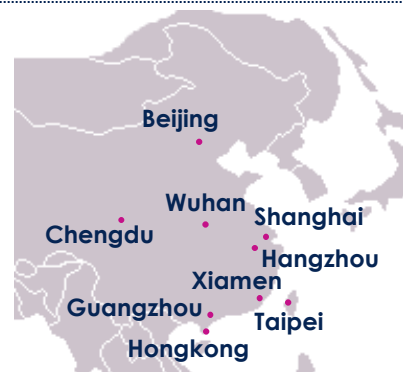 Beijing
Wuhan
Shanghai
Chengdu
Hangzhou
Xiamen
Guangzhou
Taipei
Hongkong